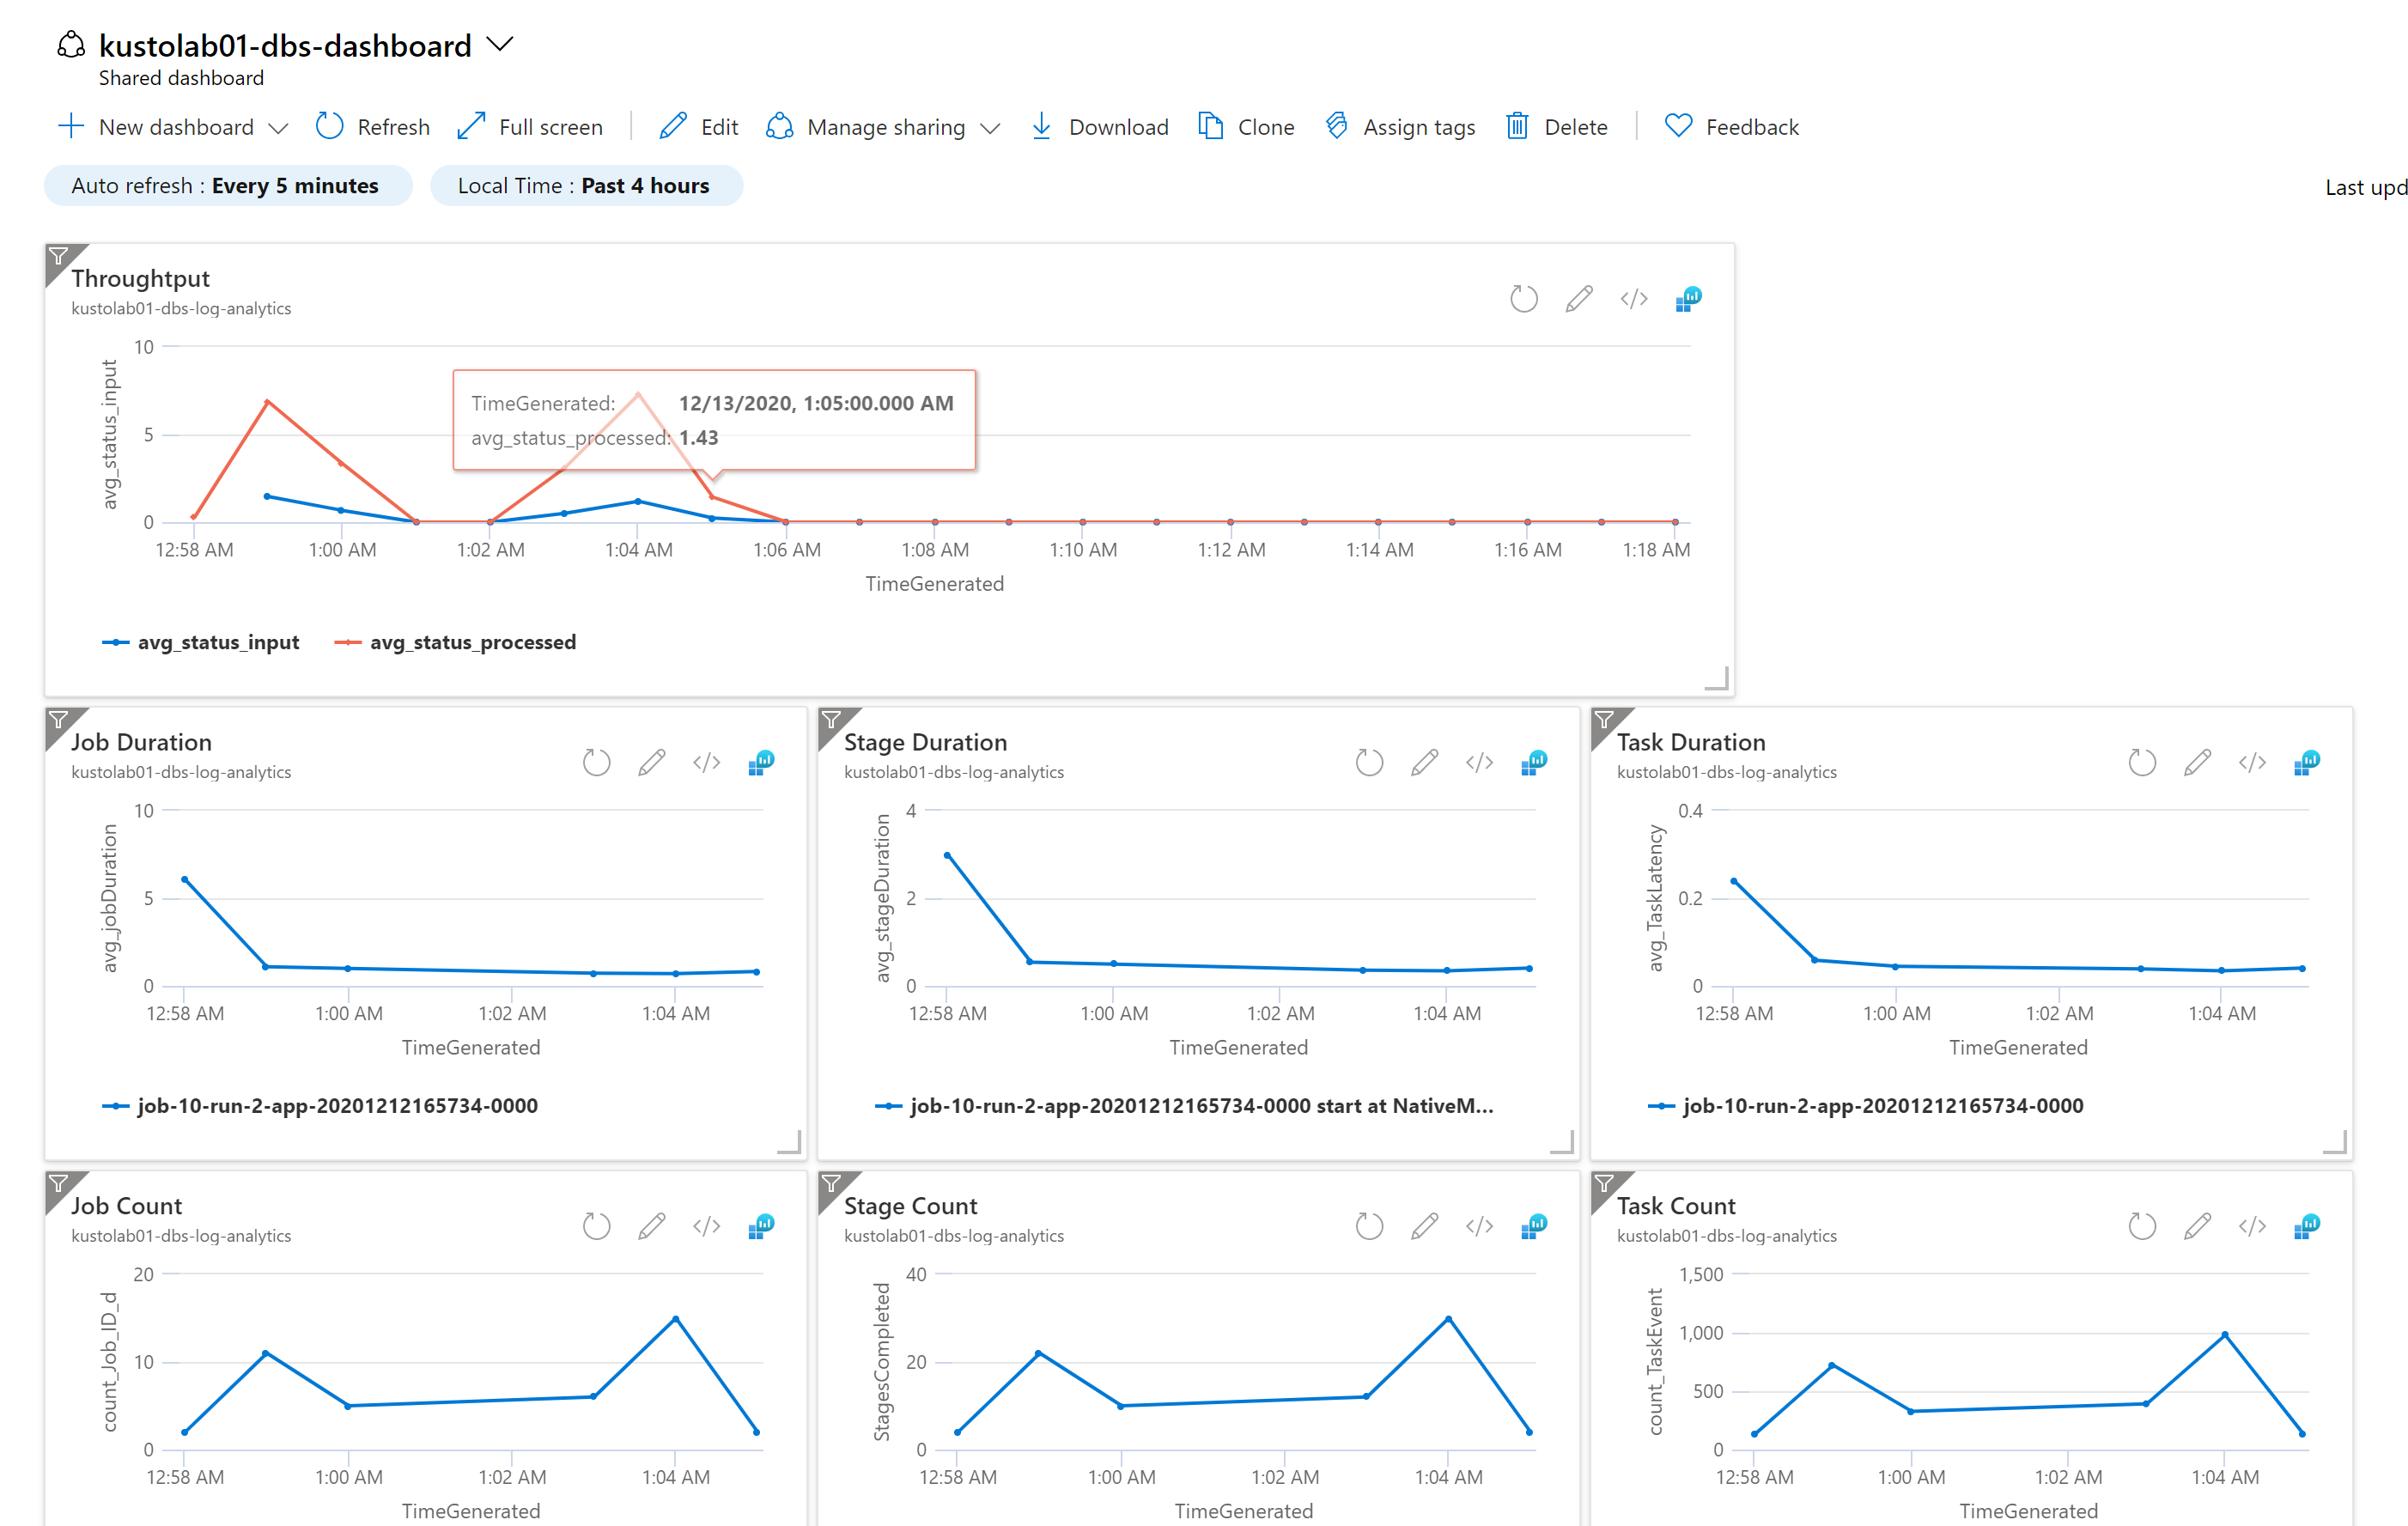 kustolab01-dbs-dashboard
Shared dashboard
New dashboard Refresh Full screen Edit Manage sharing Download Clone Assign tags Delete Feedback
Auto refresh : Every 5 minutes Local Time : Past 4 hours Last upd
Throughtput
kustolab01-dbs-log-analytics
10
5
0
avg_status_input
TimeGenerated: 12/13/2020, 1:05:00.000 AM
avg_status_processed: 1.43
12:58 AM 1:00 AM 1:02 AM 1:04 AM 1:06 AM 1:08 AM 1:10 AM 1:12 AM 1:14 AM 1:16 AM 1:18 AM
TimeGenerated
avg_status_input avg_status_processed
Job Duration
kustolab01-dbs-log-analytics
10
5
0
avg_jobDuration
12:58 AM 1:00 AM 1:02 AM 1:04 AM
TimeGenerated
job-10-run-2-app-20201212165734-0000
Stage Duration
kustolab01-dbs-log-analytics
4
2
0
avg_stageDuration
12:58 AM 1:00 AM 1:02 AM 1:04 AM
TimeGenerated
job-10-run-2-app-20201212165734-0000 start at NativeM...
Task Duration
kustolab01-dbs-log-analytics
0.4
0.2
0
avg_TaskLatency
12:58 AM 1:00 AM 1:02 AM 1:04 AM
TimeGenerated
job-10-run-2-app-20201212165734-0000
Job Count
kustolab01-dbs-log-analytics
20
10
0
count_Job_ID_d
12:58 AM 1:00 AM 1:02 AM 1:04 AM
TimeGenerated
Stage Count
kustolab01-dbs-log-analytics
40
20
0
StagesCompleted
12:58 AM 1:00 AM 1:02 AM 1:04 AM
TimeGenerated
Task Count
kustolab01-dbs-log-analytics
1,500
1,000
500
0
count_TaskEvent
12:58 AM 1:00 AM 1:02 AM 1:04 AM
TimeGenerated